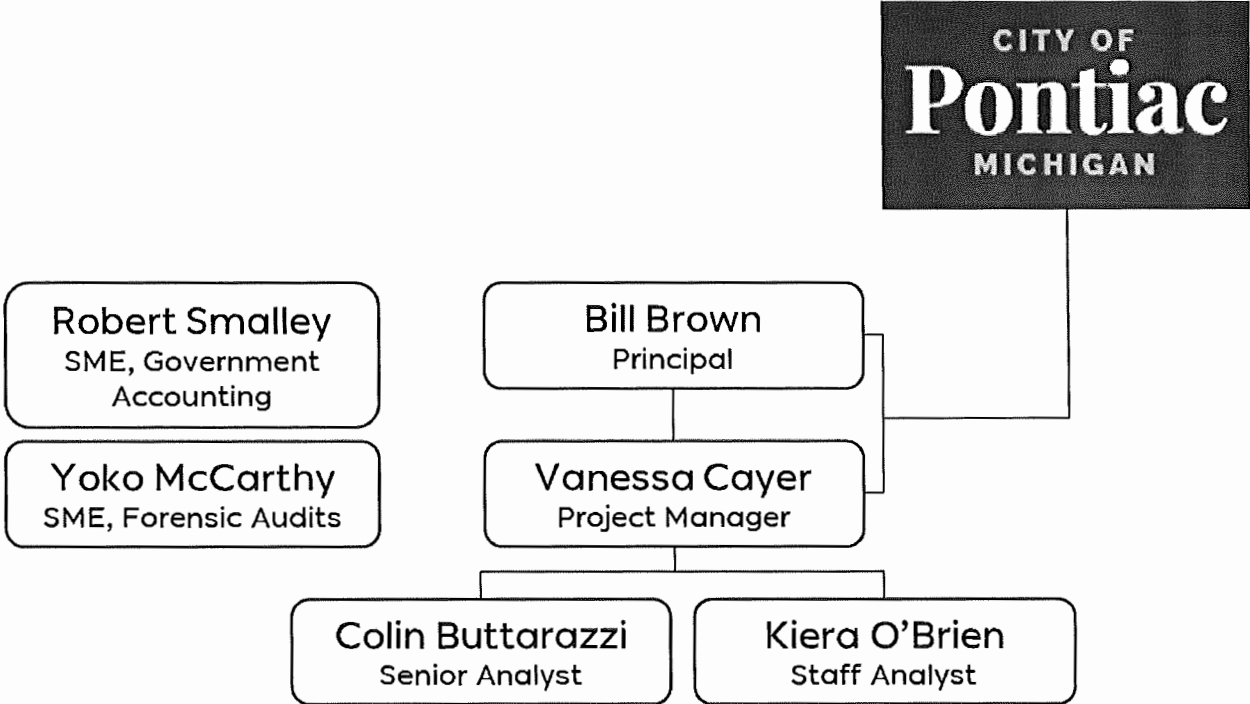 CITY OF
Pontiac
MICHIGAN
Robert Smalley
SME, Government
Accounting
Bill Brown
Principal
Yoko McCarthy
SME, Forensic Audits
Vanessa Cayer
Project Manager
Colin Buttarazzi
Senior Analyst
Kiera O’Brien
Staff Analyst